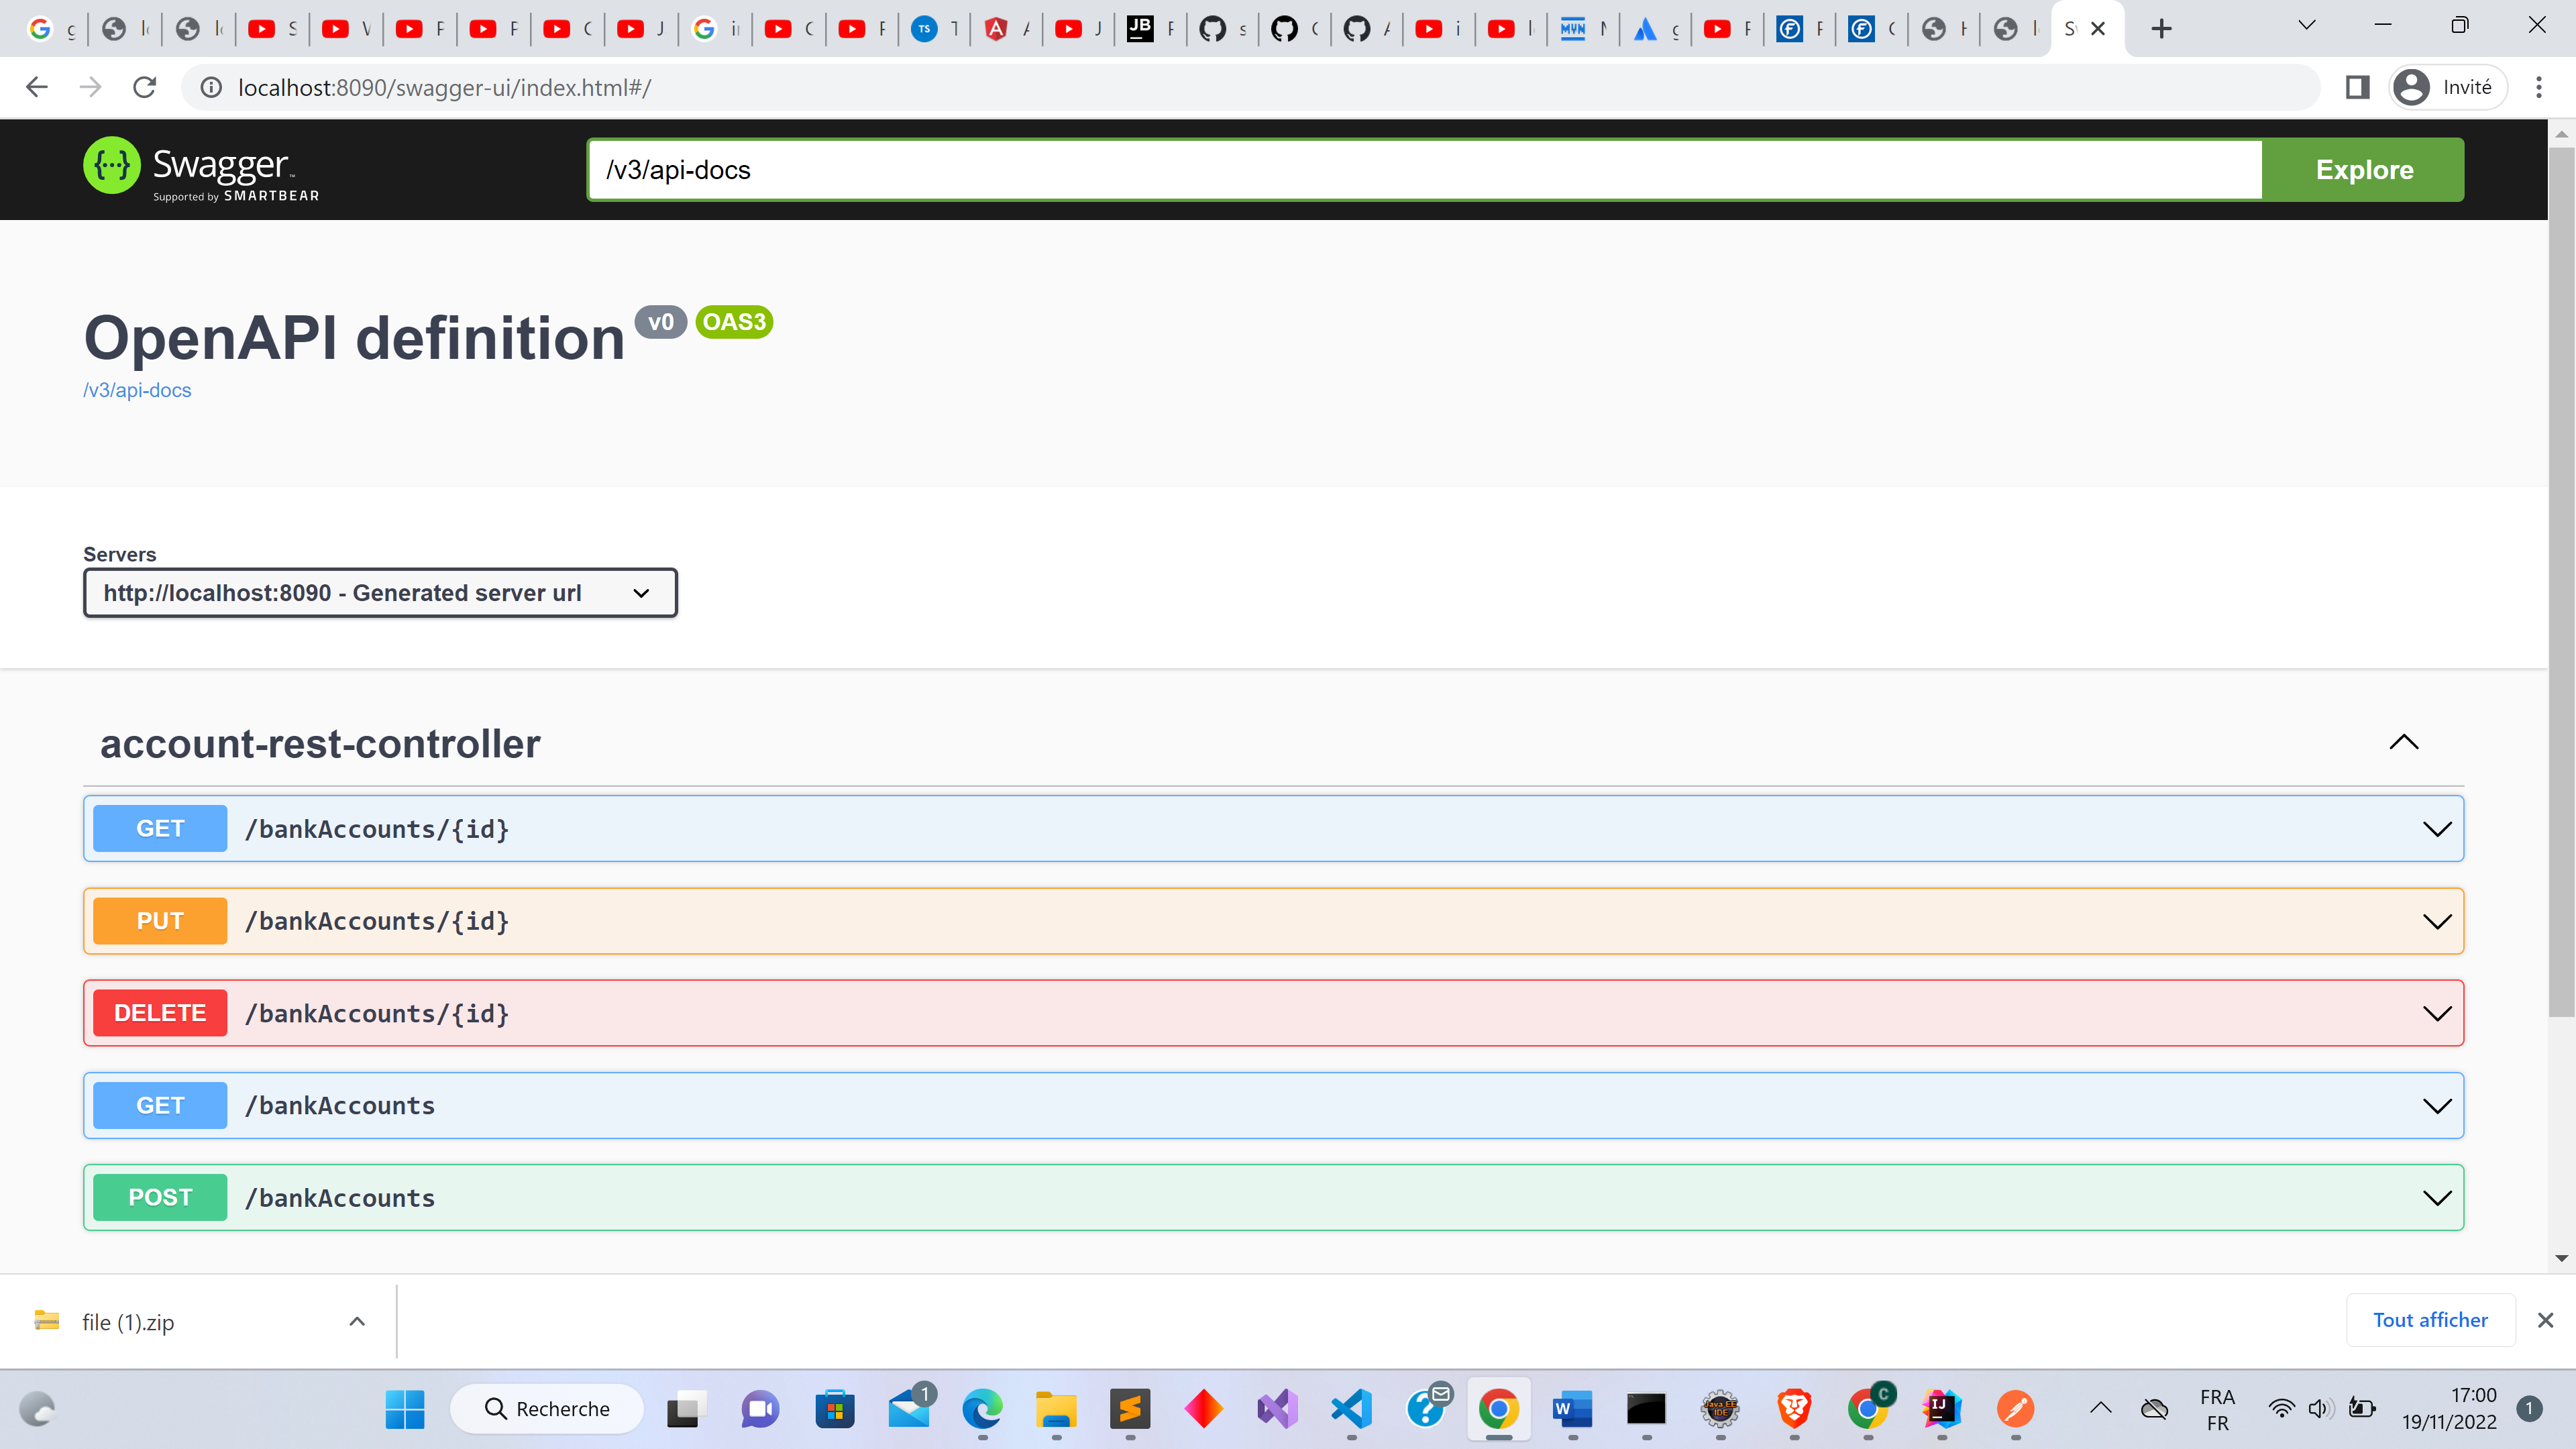 localhost:8090/swagger-ui/index.html#/
Invité
Swagger
Supported by SMARTBEAR
/v3/api-docs
Explore
OpenAPI definition v0 OAS3
/v3/api-docs
Servers
http://localhost:8090 - Generated server url
account-rest-controller
GET /bankAccounts/{id}
PUT /bankAccounts/{id}
DELETE /bankAccounts/{id}
GET /bankAccounts
POST /bankAccounts
file (1).zip
Tout afficher
Recherche
1
FRA
FR
17:00
19/11/2022
1